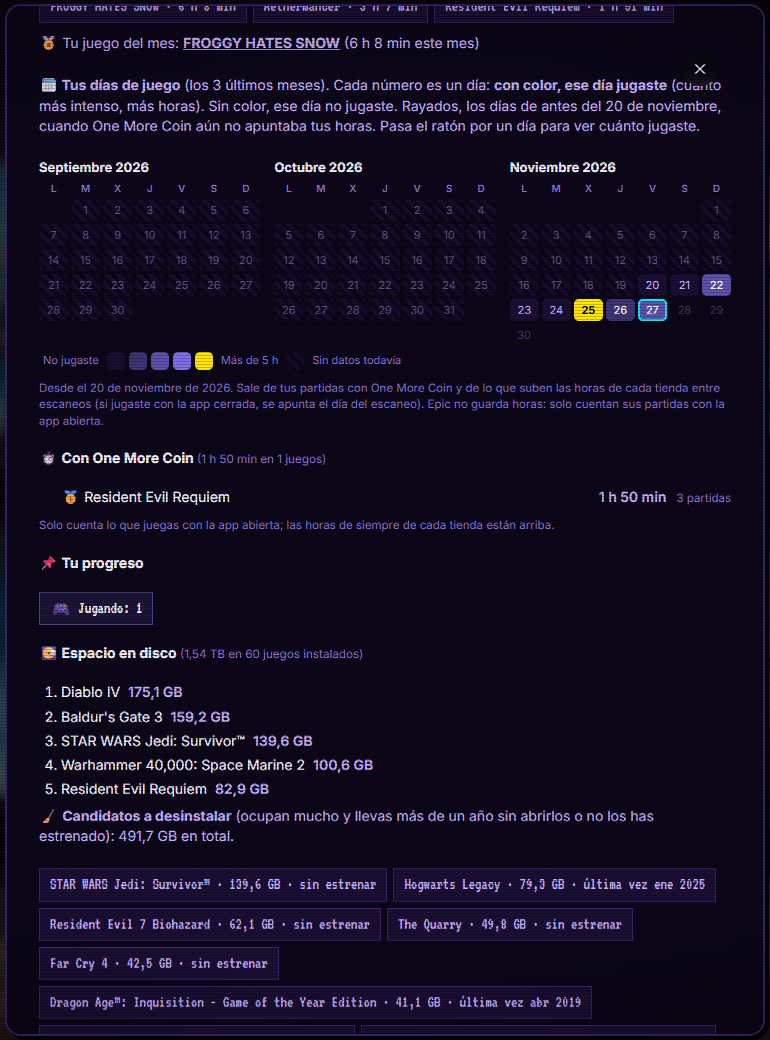 FROGGY HATES SNOW · 6 h 8 min Aethermancer · 3 h 7 min Resident Evil Requiem · 1 h 51 min
Tu juego del mes: FROGGY HATES SNOW (6 h 8 min este mes)
Tus días de juego (los 3 últimos meses). Cada número es un día: con color, ese día jugaste (cuanto
más intenso, más horas). Sin color, ese día no jugaste. Rayados, los días de antes del 20 de noviembre,
cuando One More Coin aún no apuntaba tus horas. Pasa el ratón por un día para ver cuánto jugaste.
Septiembre 2026
L M X J V S D
1 2 3 4 5 6
7 8 9 10 11 12 13
14 15 16 17 18 19 20
21 22 23 24 25 26 27
28 29 30
Octubre 2026
L M X J V S D
1 2 3 4
5 6 7 8 9 10 11
12 13 14 15 16 17 18
19 20 21 22 23 24 25
26 27 28 29 30 31
Noviembre 2026
L M X J V S D
1
2 3 4 5 6 7 8
9 10 11 12 13 14 15
16 17 18 19 20 21 22
23 24 25 26 27 28 29
30
No jugaste Más de 5 h Sin datos todavía
Desde el 20 de noviembre de 2026. Sale de tus partidas con One More Coin y de lo que suben las horas de cada tienda entre
escaneos (si jugaste con la app cerrada, se apunta el día del escaneo). Epic no guarda horas: solo cuentan sus partidas con la
app abierta.
Con One More Coin (1 h 50 min en 1 juegos)
Resident Evil Requiem 1 h 50 min 3 partidas
Solo cuenta lo que juegas con la app abierta; las horas de siempre de cada tienda están arriba.
Tu progreso
Jugando: 1
Espacio en disco (1,54 TB en 60 juegos instalados)
1. Diablo IV 175,1 GB
2. Baldur's Gate 3 159,2 GB
3. STAR WARS Jedi: Survivor™ 139,6 GB
4. Warhammer 40,000: Space Marine 2 100,6 GB
5. Resident Evil Requiem 82,9 GB
Candidatos a desinstalar (ocupan mucho y llevas más de un año sin abrirlos o no los has
estrenado): 491,7 GB en total.
STAR WARS Jedi: Survivor™ · 139,6 GB · sin estrenar Hogwarts Legacy · 79,3 GB · última vez ene 2025
Resident Evil 7 Biohazard · 62,1 GB · sin estrenar The Quarry · 49,8 GB · sin estrenar
Far Cry 4 · 42,5 GB · sin estrenar
Dragon Age™: Inquisition - Game of the Year Edition · 41,1 GB · última vez abr 2019